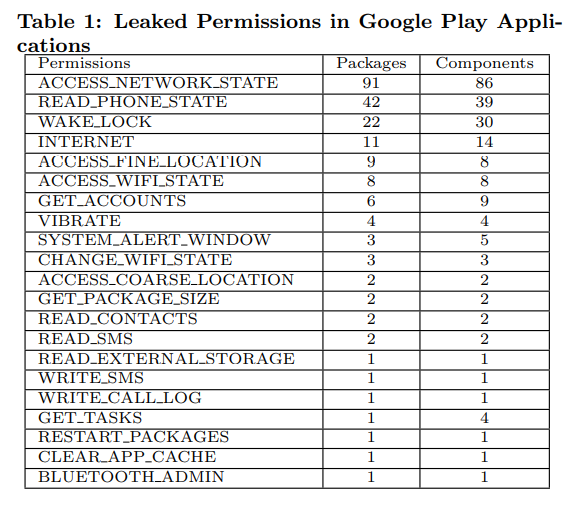 Table 1: Leaked Permissions in Google Play Appli-
cations
Permissions Packages Components
ACCESS_NETWORK_STATE 91 86
READ_PHONE_STATE 42 39
WAKE_LOCK 22 30
INTERNET 11 14
ACCESS_FINE_LOCATION 9 8
ACCESS_WIFI_STATE 8 8
GET_ACCOUNTS 6 9
VIBRATE 4 4
SYSTEM_ALERT_WINDOW 3 5
CHANGE_WIFI_STATE 3 3
ACCESS_COARSE_LOCATION 2 2
GET_PACKAGE_SIZE 2 2
READ_CONTACTS 2 2
READ_SMS 2 2
READ_EXTERNAL_STORAGE 1 1
WRITE_SMS 1 1
WRITE_CALL_LOG 1 1
GET_TASKS 1 4
RESTART_PACKAGES 1 1
CLEAR_APP_CACHE 1 1
BLUETOOTH_ADMIN 1 1